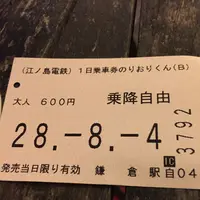 (江ノ島電鉄)1日乗車券のりおりくん(B)
大人 600円 乗降自由
28.-8.-4
3792
IC
発売当日限り有効 鎌倉駅自04